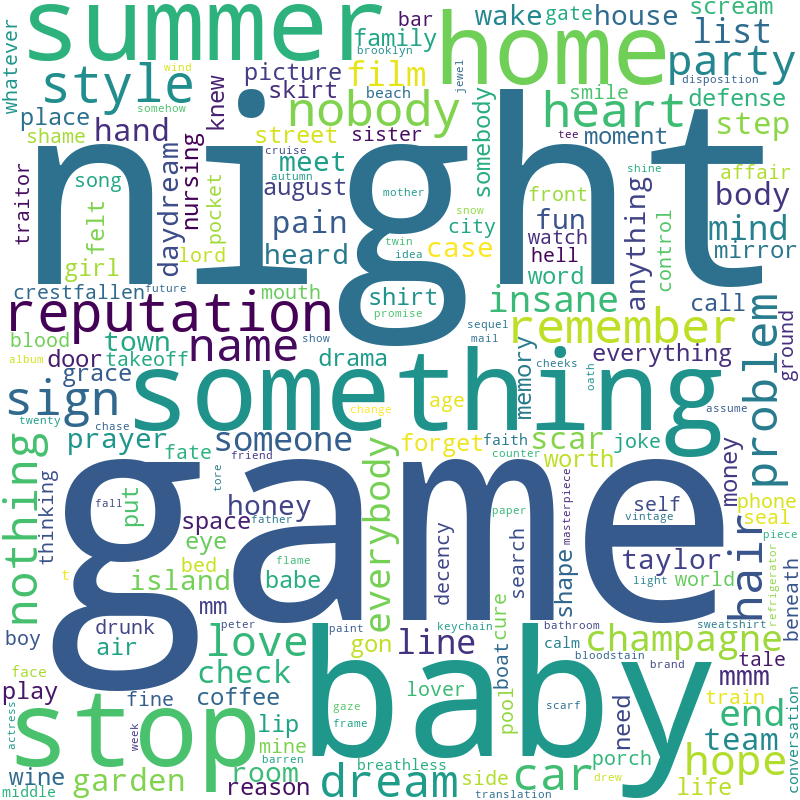 whatever
summer
bar
family
brooklyn
wake
gate
house
scream
list
party
disposition
home
jewel
wind
style
somehow
picture
skirt
film
beach
knew
nobody
heart
smile
defense
step
place
shame
hand
street
sister
somebody
tee
moment
cruise
meet
autumn
august
mother
night
shine
affair
body
traitor
song
felt
daydream
nursing
pocket
lord
girl
pain
heard
twin
idea
city
case
front
fun
watch
hell
word
anything
control
mind
mirror
crestfallen
future
mouth
shirt
promise
insane
call
reputation
blood
town
name
show
sequel
mail
remember
problem
ground
album
door
takeoff
drama
grace
memory
cheeks
everything
oath
sign
something
change
age
assume
twenty
chase
prayer
fate
someone
friend
forget
faith
counter
scar
joke
worth
money
nothing
thinking
fall
put
tore
honey
game
everybody
paper
masterpiece
self
vintage
phone
seal
piece
hair
space
father
eye
flame
decency
search
shape
taylor
light
world
refrigerator
beneath
t
bed
island
babe
mm
boy
drunk
air
peter
paint
keychain
cure
bathroom
sweatshirt
love
gon
line
boat
calm
champagne
bloodstain
brand
mmm
tale
face
check
lover
play
fine
coffee
gaze
pool
scarf
train
actress
stop
week
lip
frame
baby
need
end
team
conversation
mine
barren
breathless
porch
wine
room
side
car
hope
middle
garden
reason
dream
translation
drew
life